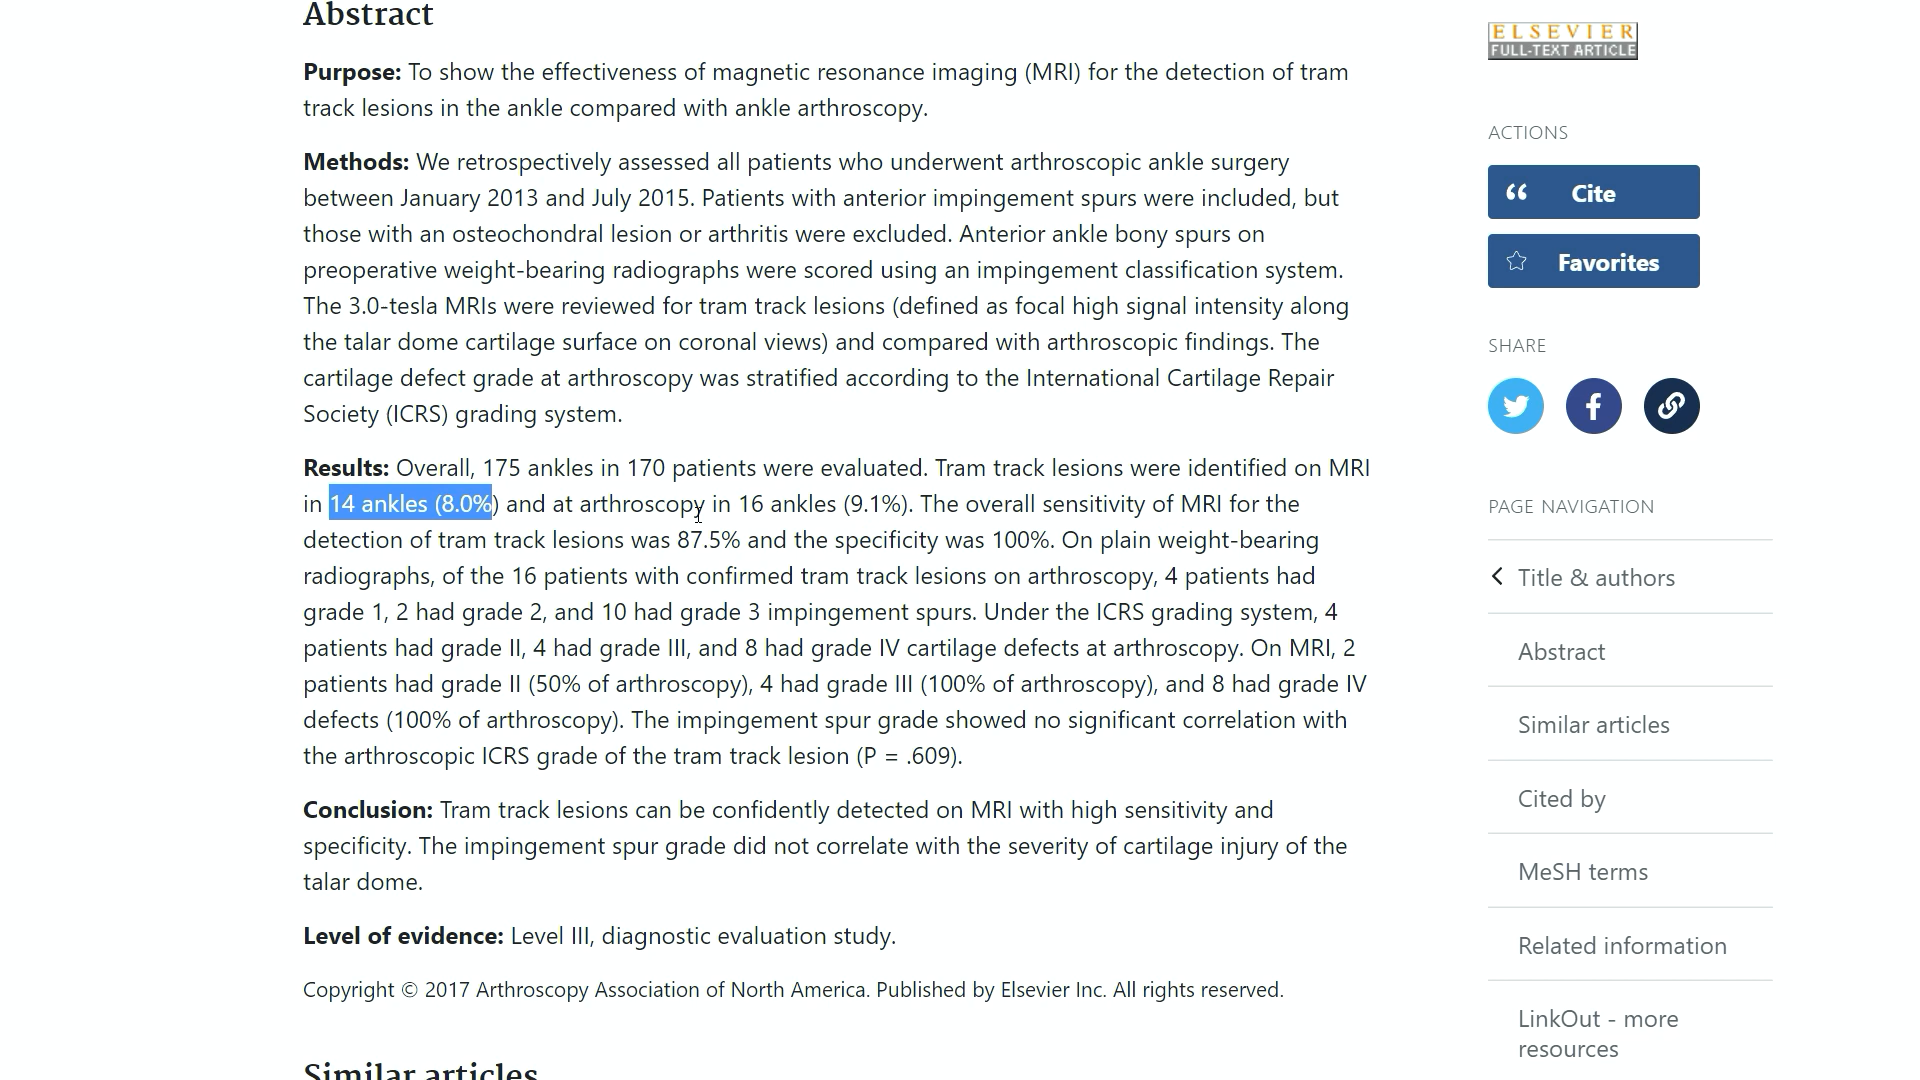 Abstract
Purpose: To show the effectiveness of magnetic resonance imaging (MRI) for the detection of tram
track lesions in the ankle compared with ankle arthroscopy.
Methods: We retrospectively assessed all patients who underwent arthroscopic ankle surgery
between January 2013 and July 2015. Patients with anterior impingement spurs were included, but
those with an osteochondral lesion or arthritis were excluded. Anterior ankle bony spurs on
preoperative weight-bearing radiographs were scored using an impingement classification system.
The 3.0-tesla MRIs were reviewed for tram track lesions (defined as focal high signal intensity along
the talar dome cartilage surface on coronal views) and compared with arthroscopic findings. The
cartilage defect grade at arthroscopy was stratified according to the International Cartilage Repair
Society (ICRS) grading system.
Results: Overall, 175 ankles in 170 patients were evaluated. Tram track lesions were identified on MRI
in 14 ankles (8.0%) and at arthroscopy in 16 ankles (9.1%). The overall sensitivity of MRI for the
detection of tram track lesions was 87.5% and the specificity was 100%. On plain weight-bearing
radiographs, of the 16 patients with confirmed tram track lesions on arthroscopy, 4 patients had
grade 1, 2 had grade 2, and 10 had grade 3 impingement spurs. Under the ICRS grading system, 4
patients had grade II, 4 had grade III, and 8 had grade IV cartilage defects at arthroscopy. On MRI, 2
patients had grade II (50% of arthroscopy), 4 had grade III (100% of arthroscopy), and 8 had grade IV
defects (100% of arthroscopy). The impingement spur grade showed no significant correlation with
the arthroscopic ICRS grade of the tram track lesion (P = .609).
Conclusion: Tram track lesions can be confidently detected on MRI with high sensitivity and
specificity. The impingement spur grade did not correlate with the severity of cartilage injury of the
talar dome.
Level of evidence: Level III, diagnostic evaluation study.
Copyright © 2017 Arthroscopy Association of North America. Published by Elsevier Inc. All rights reserved.
Similar articles
ELSEVIER
FULL-TEXT ARTICLE
ACTIONS
Cite
Favorites
SHARE
PAGE NAVIGATION
Title & authors
Abstract
Similar articles
Cited by
MeSH terms
Related information
LinkOut - more
resources